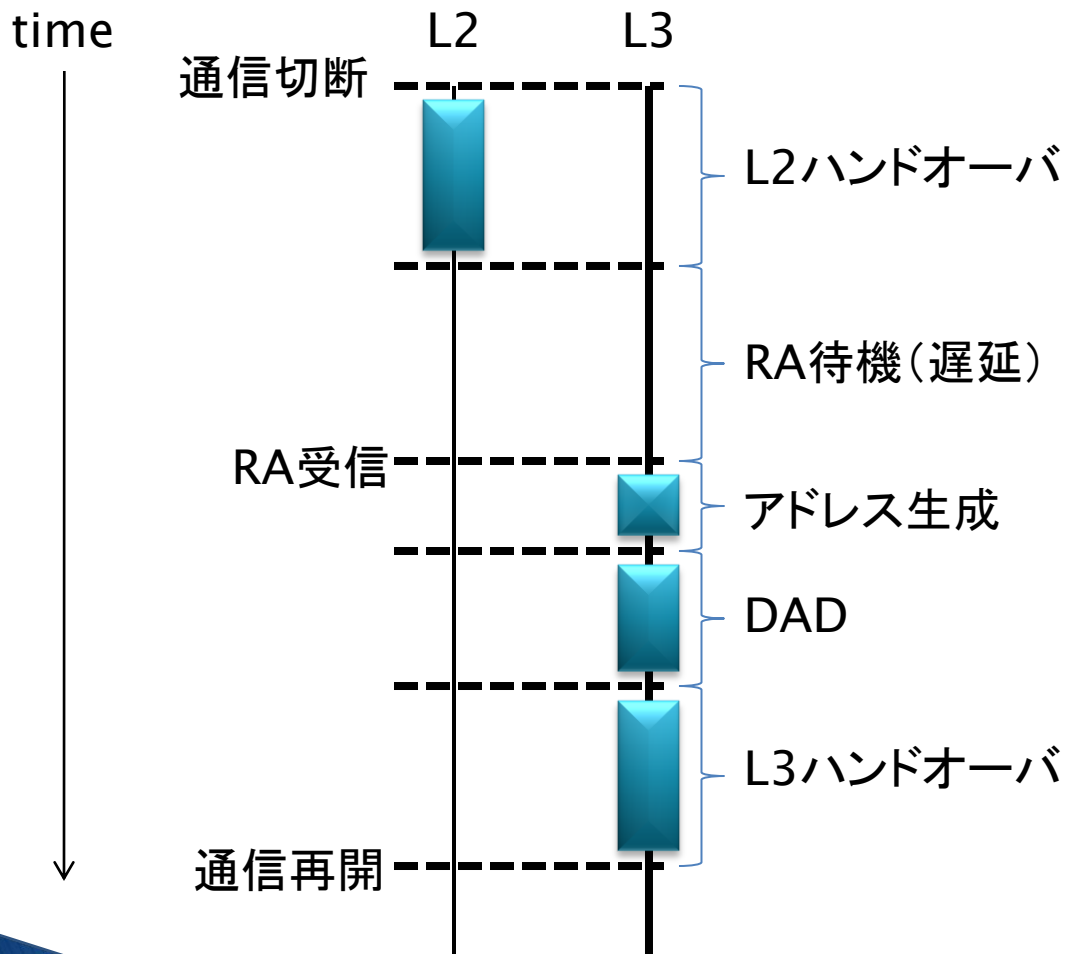 time
L2
L3
通信切断
L2ハンドオーバ
RA待機（遅延）
RA受信
アドレス生成
DAD
L3ハンドオーバ
通信再開